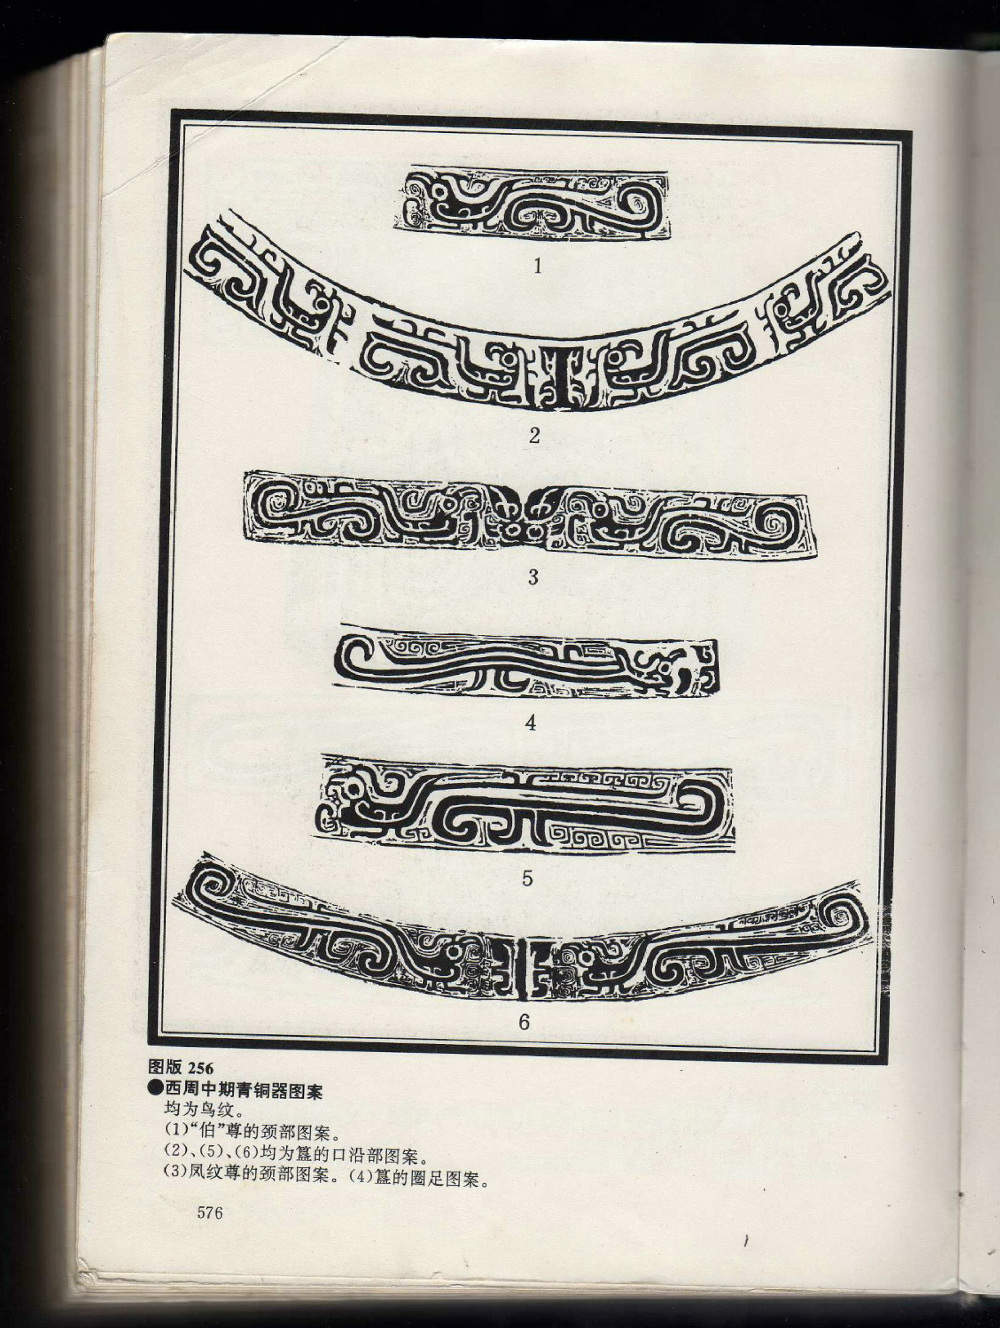 1
2
3
4
5
6
图版 256
●西周中期青铜器图案
均为鸟纹。
(1)“伯”尊的颈部图案。
(2)、(5)、(6)均为簋的口沿部图案。
(3)凤纹尊的颈部图案。(4)簋的圈足图案。
576